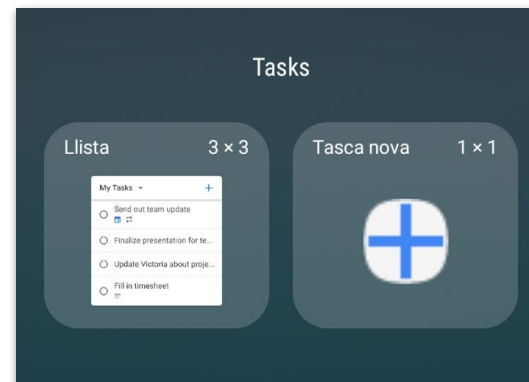 Tasks
Llista 3 × 3
Tasca nova 1 × 1
My Tasks
Send out team update
Finalize presentation for te...
Update Victoria about proje...
Fill in timesheet